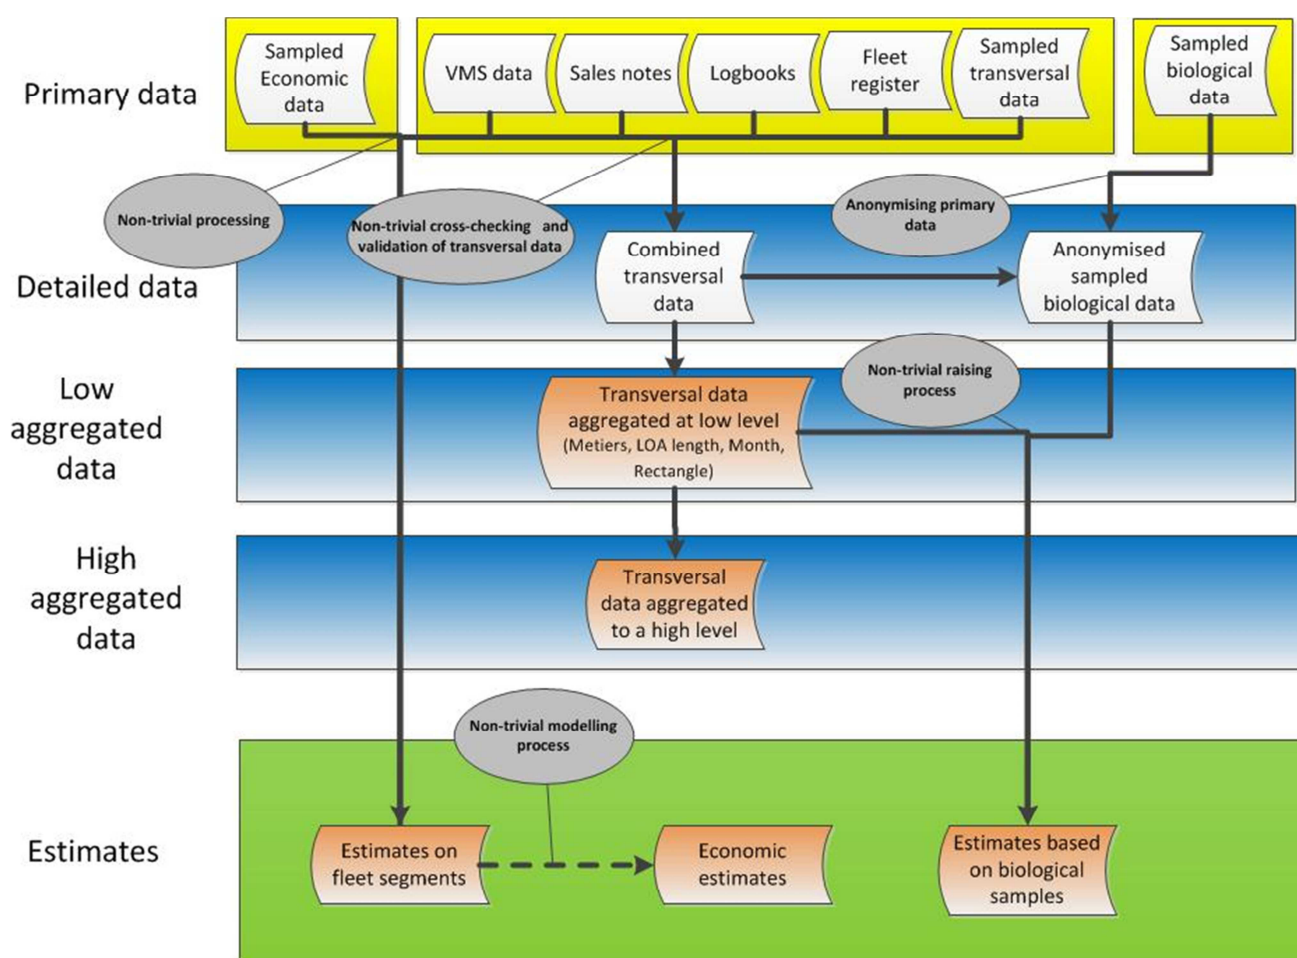 Primary data
Sampled
Economic
data
VMS data
Sales notes
Logbooks
Fleet
register
Sampled
transversal
data
Sampled
biological
data
Non-trivial processing
Non-trivial cross-checking and
validation of transversal data
Anonymising primary
data
Detailed data
Combined
transversal
data
Anonymised
sampled
biological data
Low
aggregated
data
Transversal data
aggregated at low level
(Metiers, LOA length, Month,
Rectangle)
Non-trivial raising
process
High
aggregated
data
Transversal
data aggregated
to a high level
Non-trivial modelling
process
Estimates
Estimates on
fleet segments
Economic
estimates
Estimates based
on biological
samples